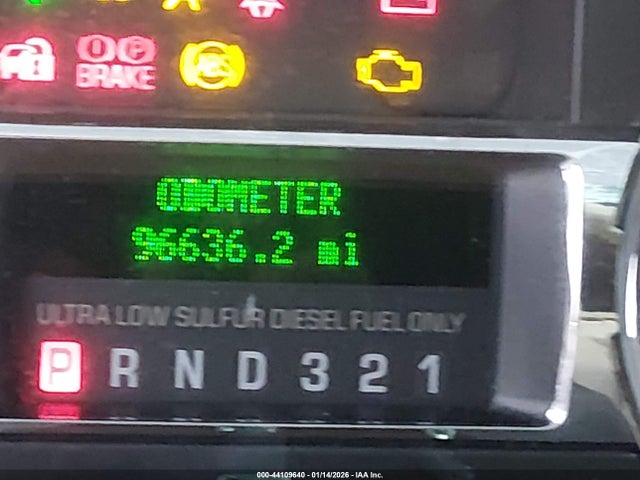 BRAKE
ABS
ODOMETER
96636.2 mi
ULTRA LOW SULFUR DIESEL FUEL ONLY
P R N D 3 2 1
000-44109640 - 01/14/2026 - IAA Inc.